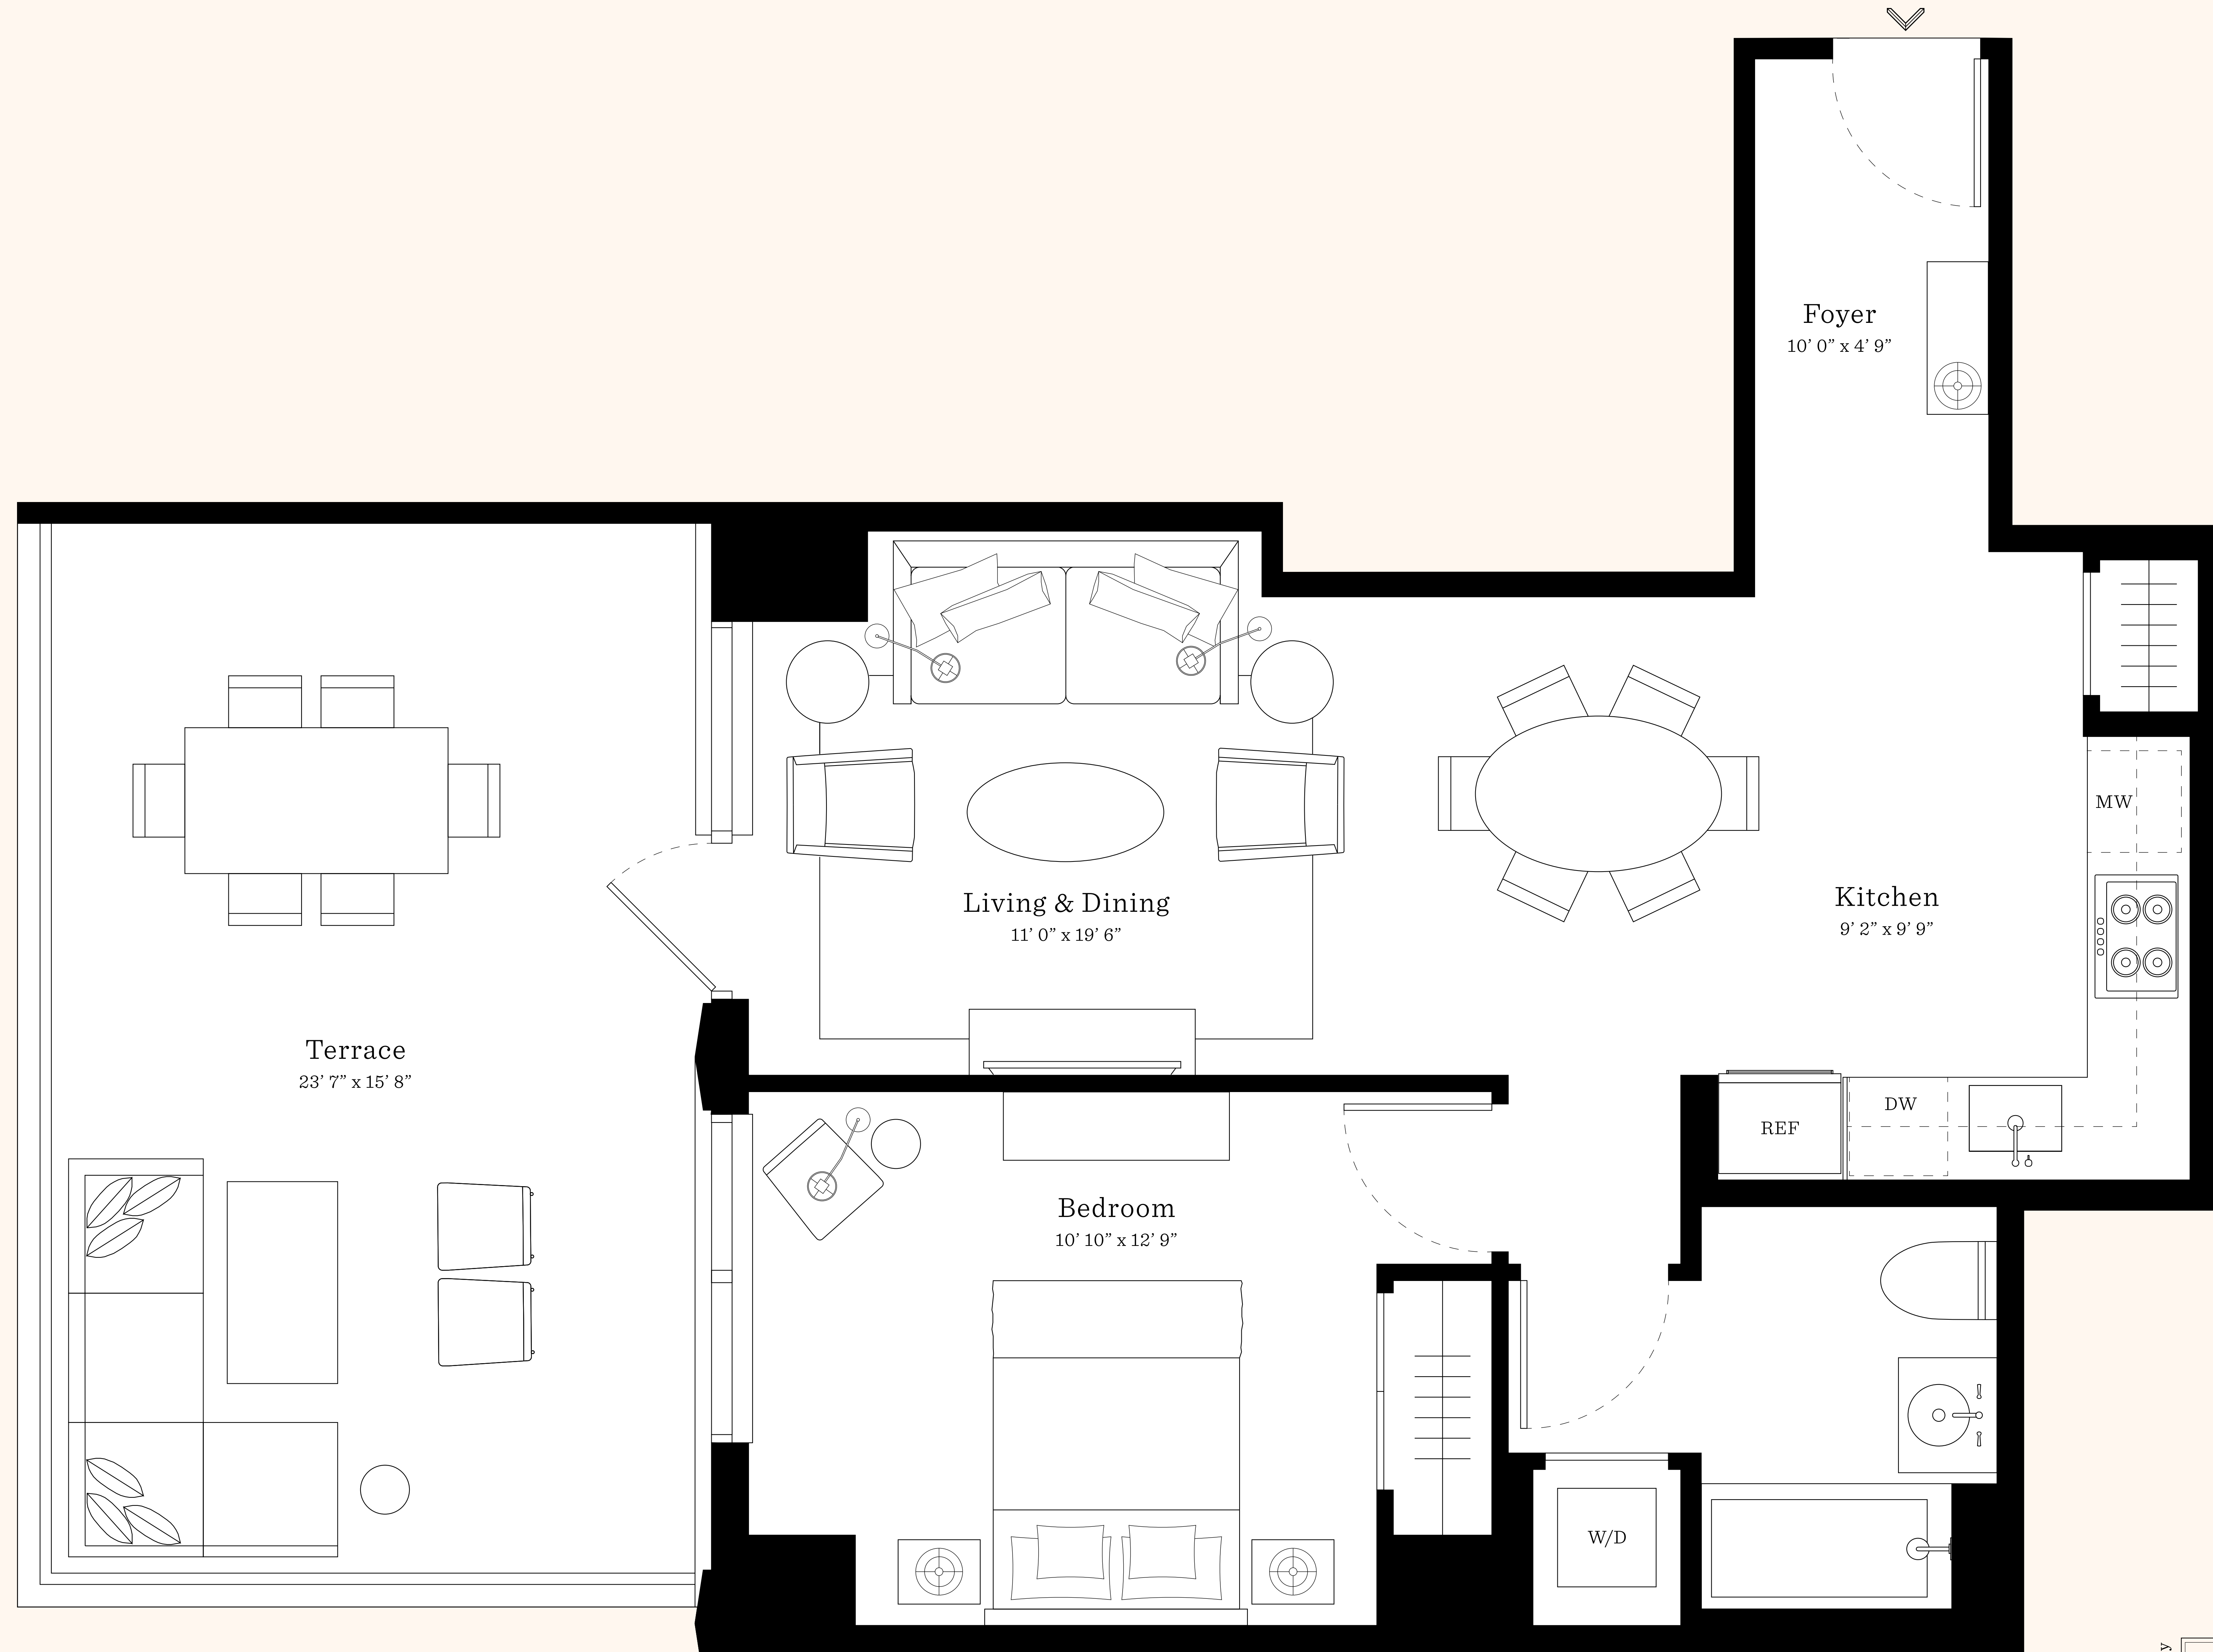 Foyer
10’ 0” x 4’ 9”
MW
Living & Dining
11’ 0” x 19’ 6”
Kitchen
9’ 2” x 9’ 9”
Terrace
23’ 7” x 15’ 8”
REF
DW
Bedroom
10’ 10” x 12’ 9”
W/D
y